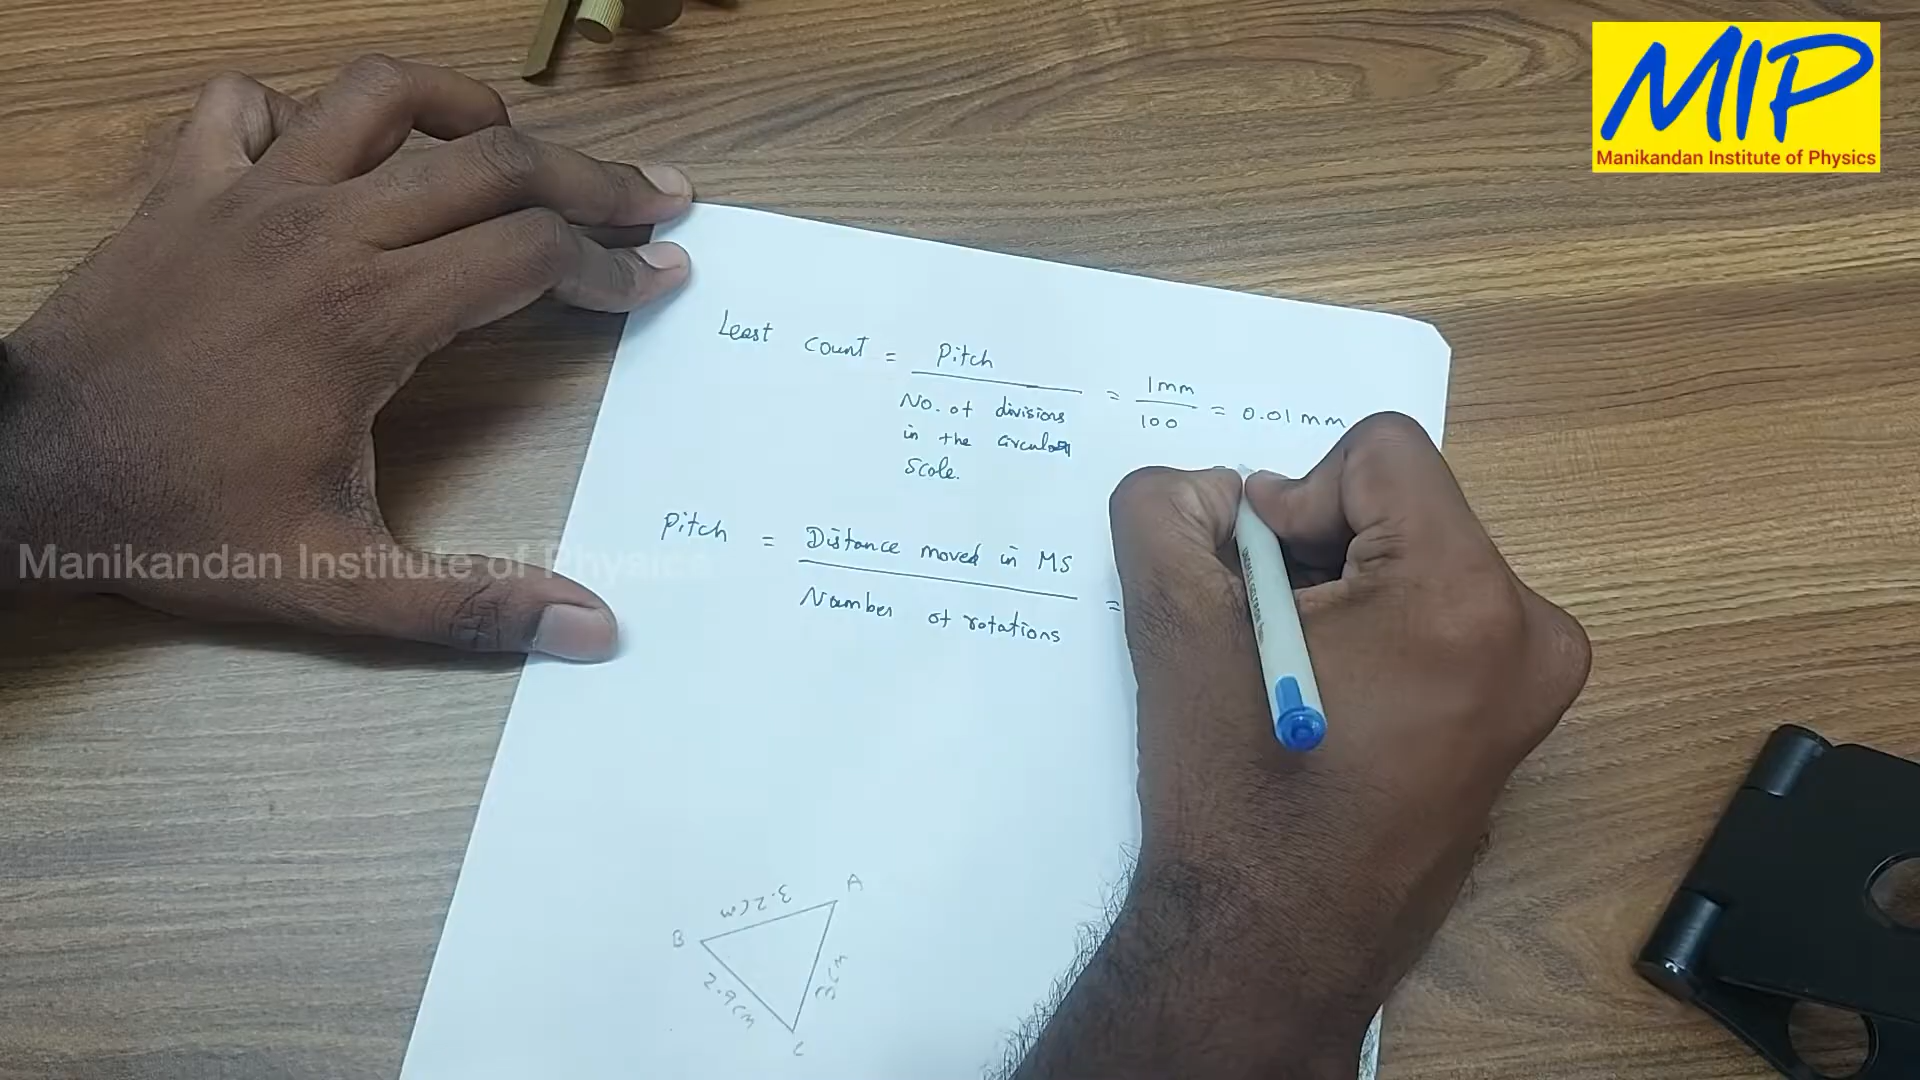 MIP
Manikandan Institute of Physics
Least count = Pitch
No. of divisions
in the circular
scale.
= 1mm
100
= 0.01 mm
Pitch = Distance moved in MS
Number of rotations
=
Manikandan Institute of Physics
A
3.2cm
B
2.9cm
3cm
C